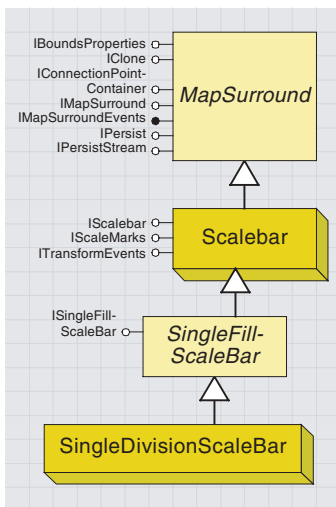 IBoundsProperties
IClone
IConnectionPoint-
Container
IMapSurround
IMapSurroundEvents
IPersist
IPersistStream
MapSurround
IScalebar
IScaleMarks
ITransformEvents
Scalebar
ISingleFill-
ScaleBar
SingleFill-
ScaleBar
SingleDivisionScaleBar